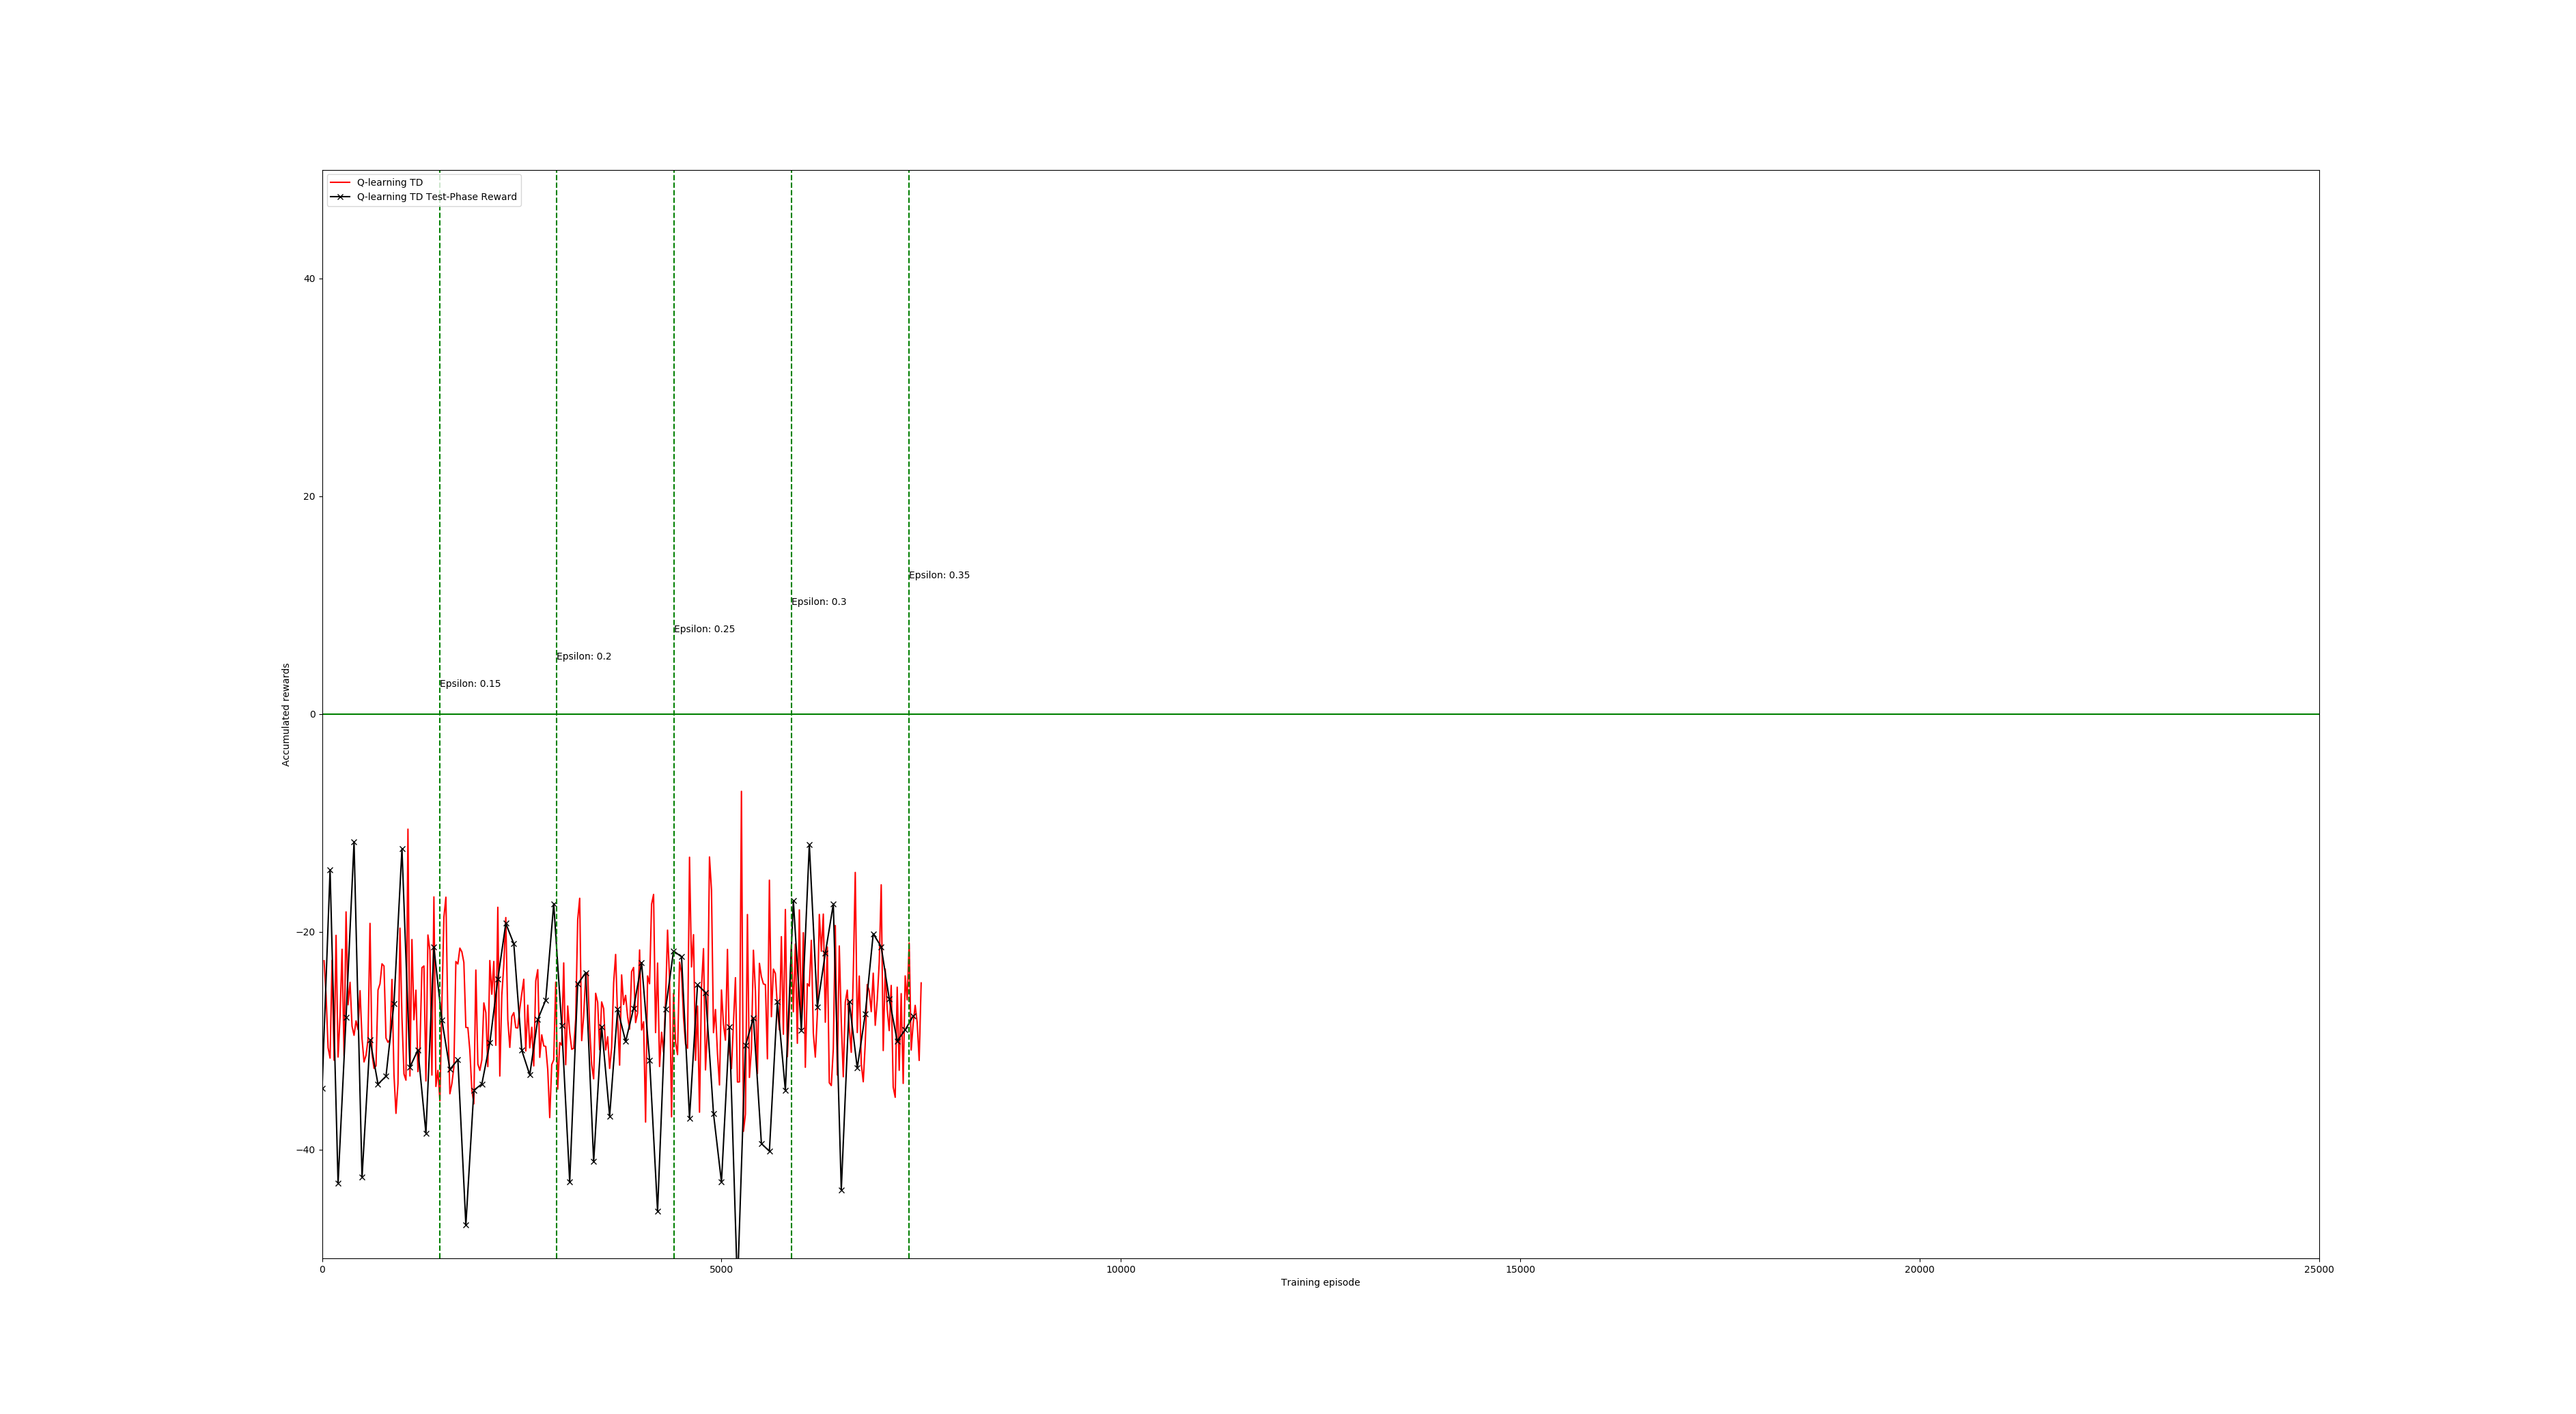 Q-learning TD
Q-learning TD Test-Phase Reward
40
20
0
−20
−40
Accumulated rewards
Epsilon: 0.35
Epsilon: 0.3
Epsilon: 0.25
Epsilon: 0.2
Epsilon: 0.15
0 5000 10000 15000 20000 25000
Training episode